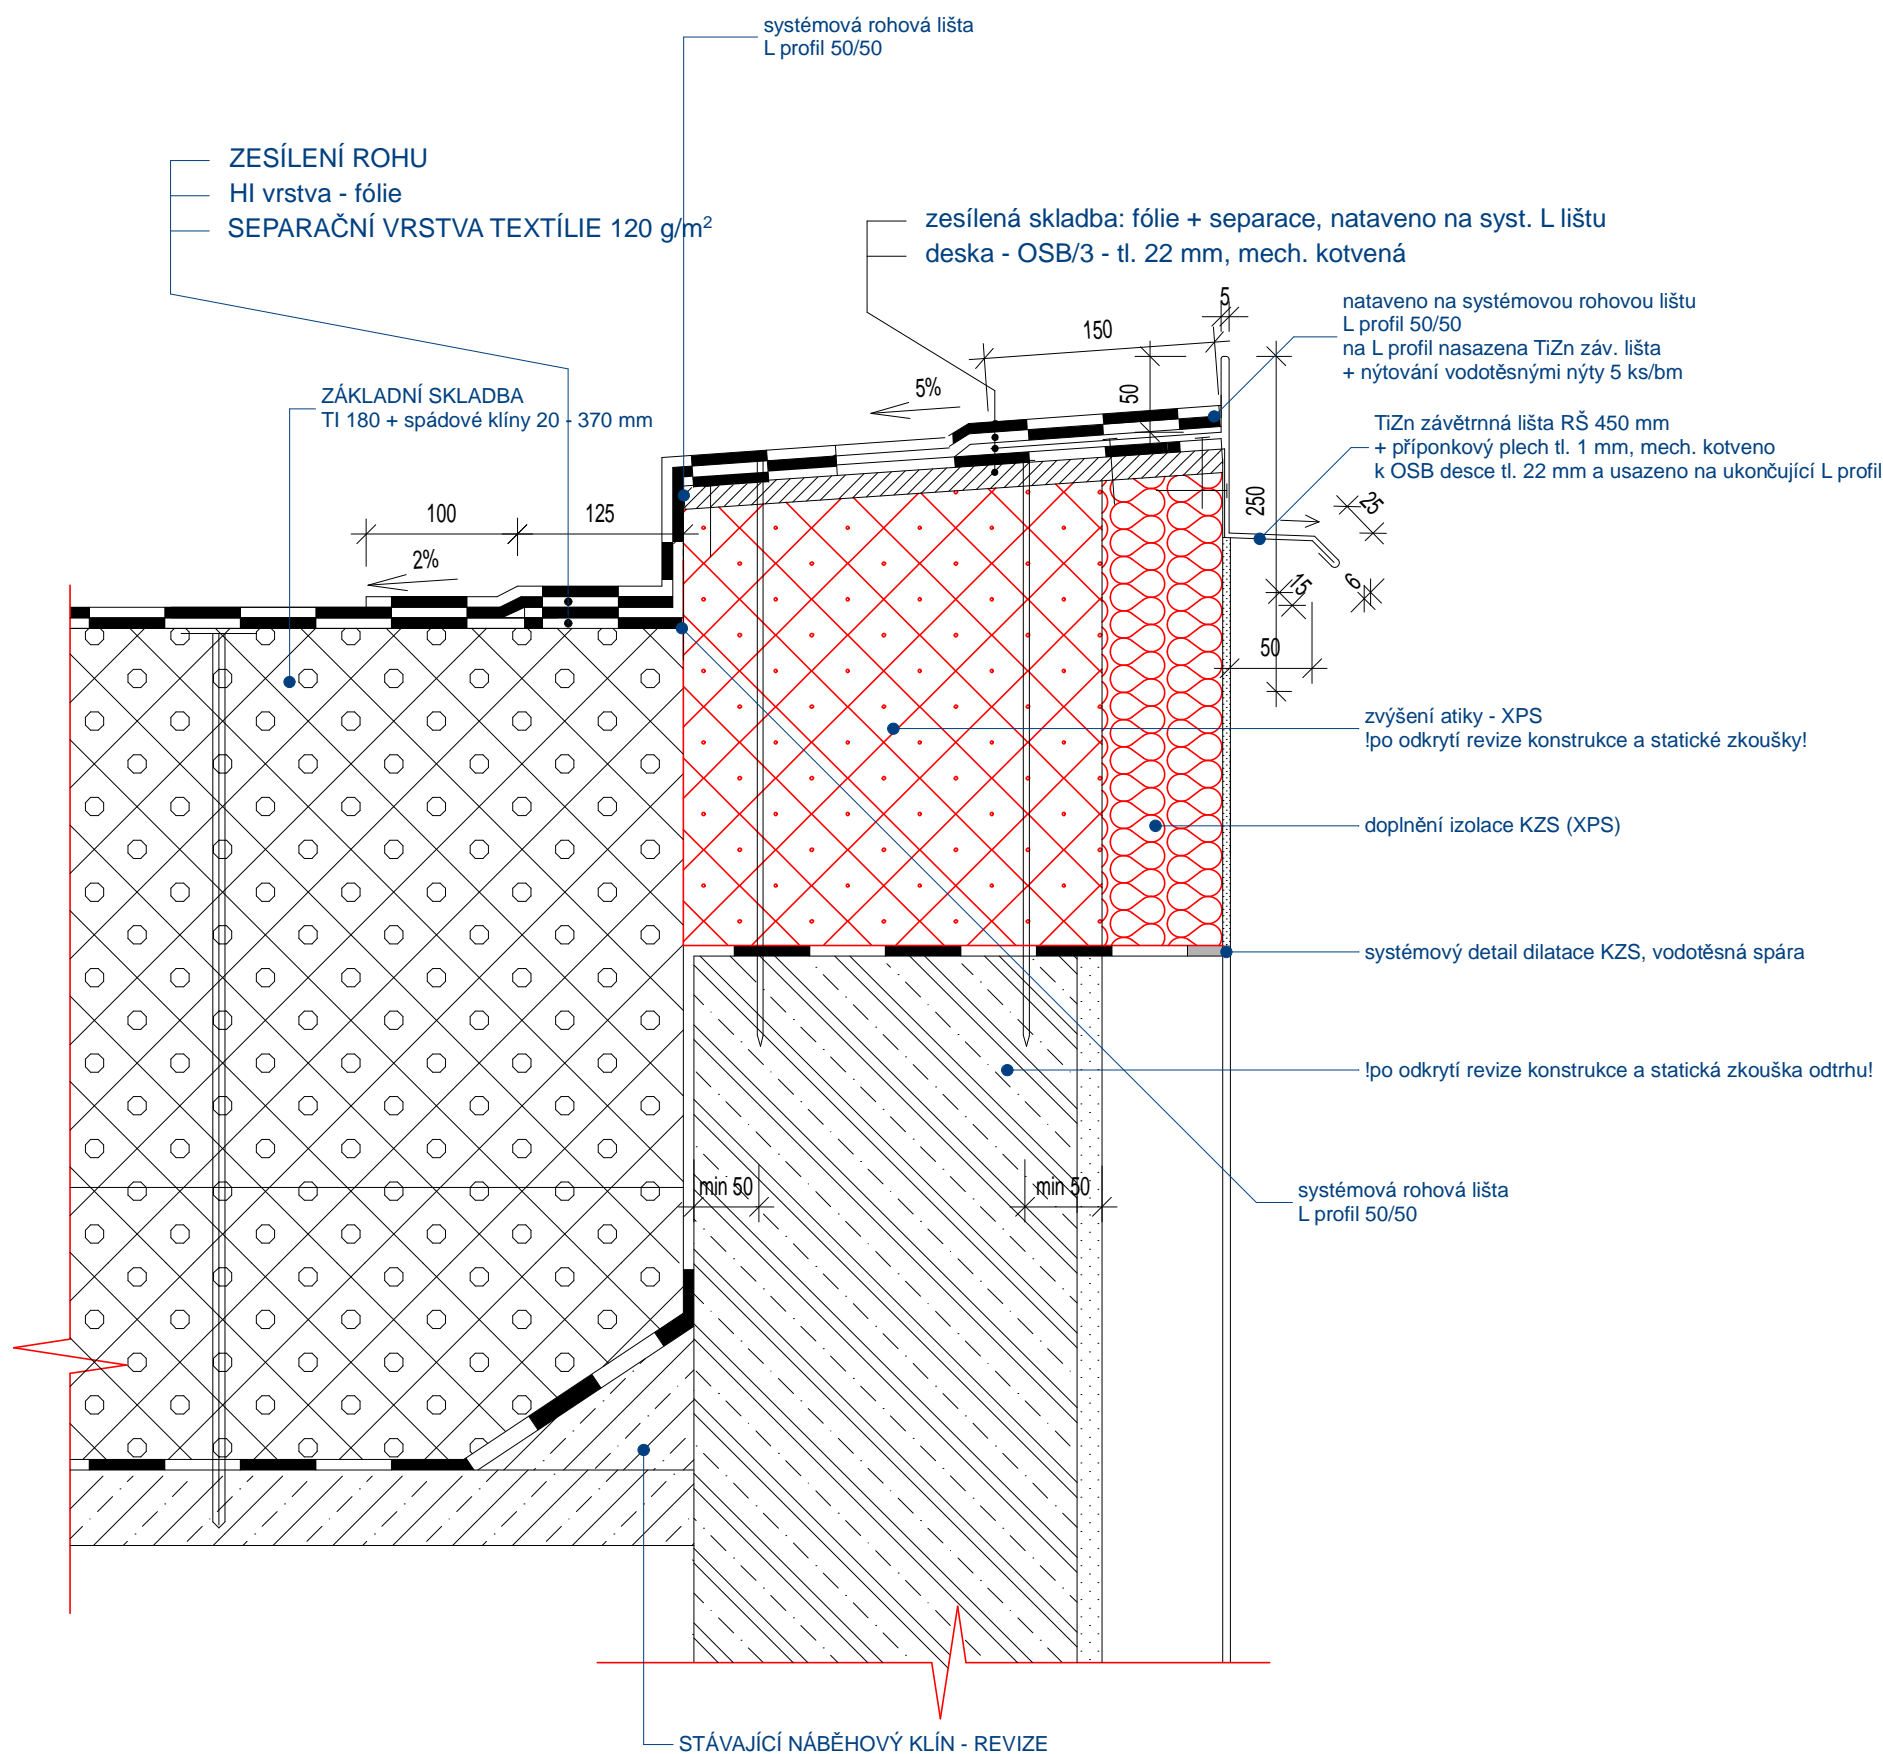 systémová rohová lišta
L profil 50/50
ZESÍLENÍ ROHU
HI vrstva - fólie
SEPARAČNÍ VRSTVA TEXTÍLIE 120 g/m²
zesílená skladba: fólie + separace, nataveno na syst. L lištu
deska - OSB/3 - tl. 22 mm, mech. kotvená
5
nataveno na systémovou rohovou lištu
L profil 50/50
na L profil nasazena TiZn záv. lišta
+ nýtování vodotěsnými nýty 5 ks/bm
150
5%
50
ZÁKLADNÍ SKLADBA
TI 180 + spádové klíny 20 - 370 mm
TiZn závětrnná lišta RŠ 450 mm
+ příponkový plech tl. 1 mm, mech. kotveno
k OSB desce tl. 22 mm a usazeno na ukončující L profil
250
25
100
125
2%
15
6
50
zvýšení atiky - XPS
!po odkrytí revize konstrukce a statické zkoušky!
doplnění izolace KZS (XPS)
systémový detail dilatace KZS, vodotěsná spára
!po odkrytí revize konstrukce a statická zkouška odtrhu!
min 50
min 50
systémová rohová lišta
L profil 50/50
STÁVAJÍCÍ NÁBĚHOVÝ KLÍN - REVIZE